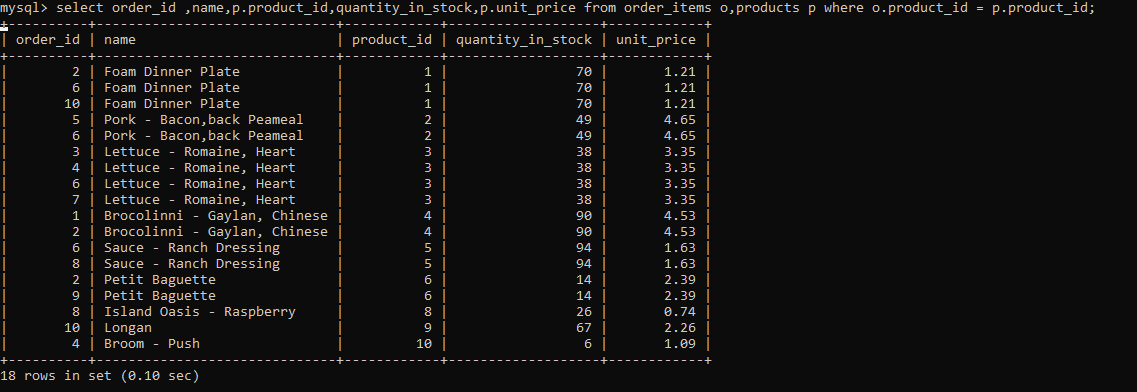 mysql> select order_id ,name,p.product_id,quantity_in_stock,p.unit_price from order_items o,products p where o.product_id = p.product_id;
+----------+-----------------------------+------------+-------------------+------------+
| order_id | name                        | product_id | quantity_in_stock | unit_price |
+----------+-----------------------------+------------+-------------------+------------+
|        2 | Foam Dinner Plate           |          1 |                70 |       1.21 |
|        6 | Foam Dinner Plate           |          1 |                70 |       1.21 |
|       10 | Foam Dinner Plate           |          1 |                70 |       1.21 |
|        5 | Pork - Bacon,back Peameal   |          2 |                49 |       4.65 |
|        6 | Pork - Bacon,back Peameal   |          2 |                49 |       4.65 |
|        3 | Lettuce - Romaine, Heart    |          3 |                38 |       3.35 |
|        4 | Lettuce - Romaine, Heart    |          3 |                38 |       3.35 |
|        6 | Lettuce - Romaine, Heart    |          3 |                38 |       3.35 |
|        7 | Lettuce - Romaine, Heart    |          3 |                38 |       3.35 |
|        1 | Brocolinni - Gaylan, Chinese |          4 |                90 |       4.53 |
|        2 | Brocolinni - Gaylan, Chinese |          4 |                90 |       4.53 |
|        6 | Sauce - Ranch Dressing      |          5 |                94 |       1.63 |
|        8 | Sauce - Ranch Dressing      |          5 |                94 |       1.63 |
|        2 | Petit Baguette              |          6 |                14 |       2.39 |
|        9 | Petit Baguette              |          6 |                14 |       2.39 |
|        8 | Island Oasis - Raspberry    |          8 |                26 |       0.74 |
|       10 | Longan                      |          9 |                67 |       2.26 |
|        4 | Broom - Push                |         10 |                 6 |       1.09 |
+----------+-----------------------------+------------+-------------------+------------+
18 rows in set (0.10 sec)